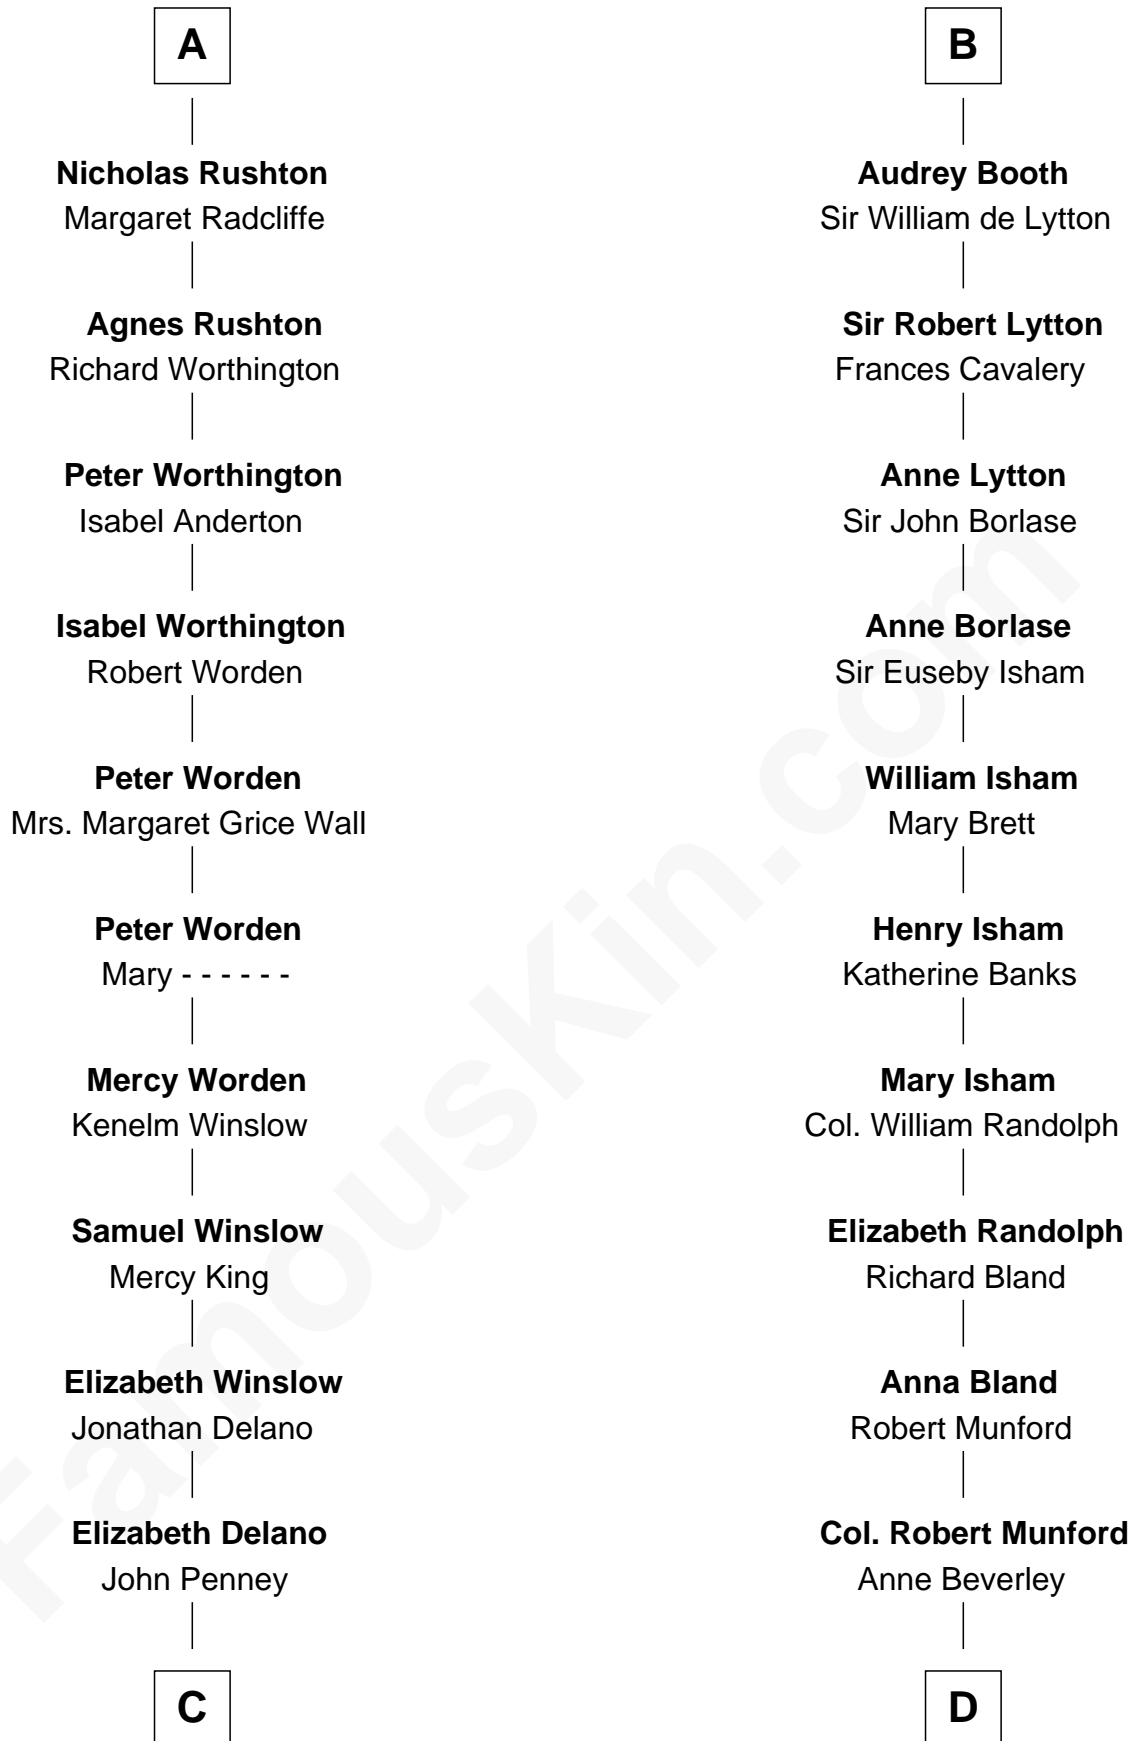 A
Nicholas Rushton
Margaret Radcliffe
Agnes Rushton
Richard Worthington
Peter Worthington
Isabel Anderton
Isabel Worthington
Robert Worden
Peter Worden
Mrs. Margaret Grice Wall
Peter Worden
Mary - - - - - -
Mercy Worden
Kenelm Winslow
Samuel Winslow
Mercy King
Elizabeth Winslow
Jonathan Delano
Elizabeth Delano
John Penney
C
B
Audrey Booth
Sir William de Lytton
Sir Robert Lytton
Frances Cavalery
Anne Lytton
Sir John Borlase
Anne Borlase
Sir Euseby Isham
William Isham
Mary Brett
Henry Isham
Katherine Banks
Mary Isham
Col. William Randolph
Elizabeth Randolph
Richard Bland
Anna Bland
Robert Munford
Col. Robert Munford
Anne Beverley
D
FamousKin.com